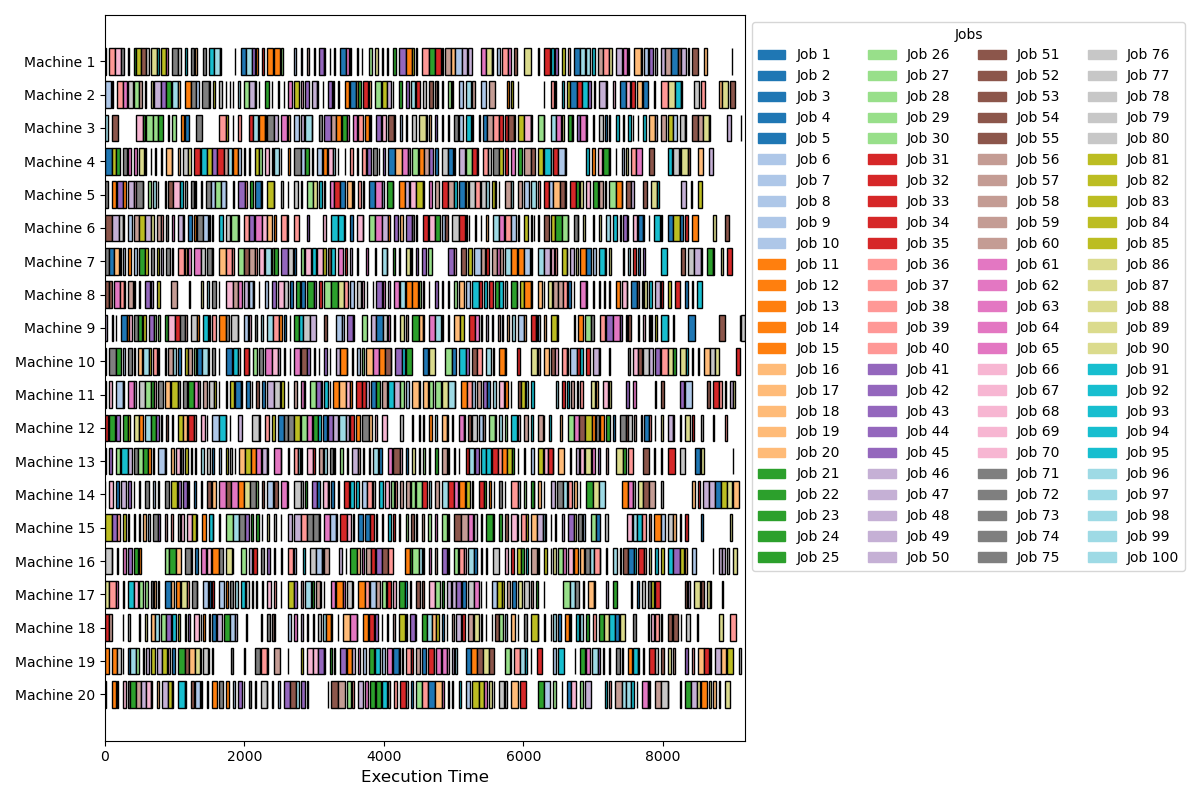 Machine 1
Machine 2
Machine 3
Machine 4
Machine 5
Machine 6
Machine 7
Machine 8
Machine 9
Machine 10
Machine 11
Machine 12
Machine 13
Machine 14
Machine 15
Machine 16
Machine 17
Machine 18
Machine 19
Machine 20
0 2000 4000 6000 8000
Execution Time
Jobs
Job 1 Job 26 Job 51 Job 76
Job 2 Job 27 Job 52 Job 77
Job 3 Job 28 Job 53 Job 78
Job 4 Job 29 Job 54 Job 79
Job 5 Job 30 Job 55 Job 80
Job 6 Job 31 Job 56 Job 81
Job 7 Job 32 Job 57 Job 82
Job 8 Job 33 Job 58 Job 83
Job 9 Job 34 Job 59 Job 84
Job 10 Job 35 Job 60 Job 85
Job 11 Job 36 Job 61 Job 86
Job 12 Job 37 Job 62 Job 87
Job 13 Job 38 Job 63 Job 88
Job 14 Job 39 Job 64 Job 89
Job 15 Job 40 Job 65 Job 90
Job 16 Job 41 Job 66 Job 91
Job 17 Job 42 Job 67 Job 92
Job 18 Job 43 Job 68 Job 93
Job 19 Job 44 Job 69 Job 94
Job 20 Job 45 Job 70 Job 95
Job 21 Job 46 Job 71 Job 96
Job 22 Job 47 Job 72 Job 97
Job 23 Job 48 Job 73 Job 98
Job 24 Job 49 Job 74 Job 99
Job 25 Job 50 Job 75 Job 100